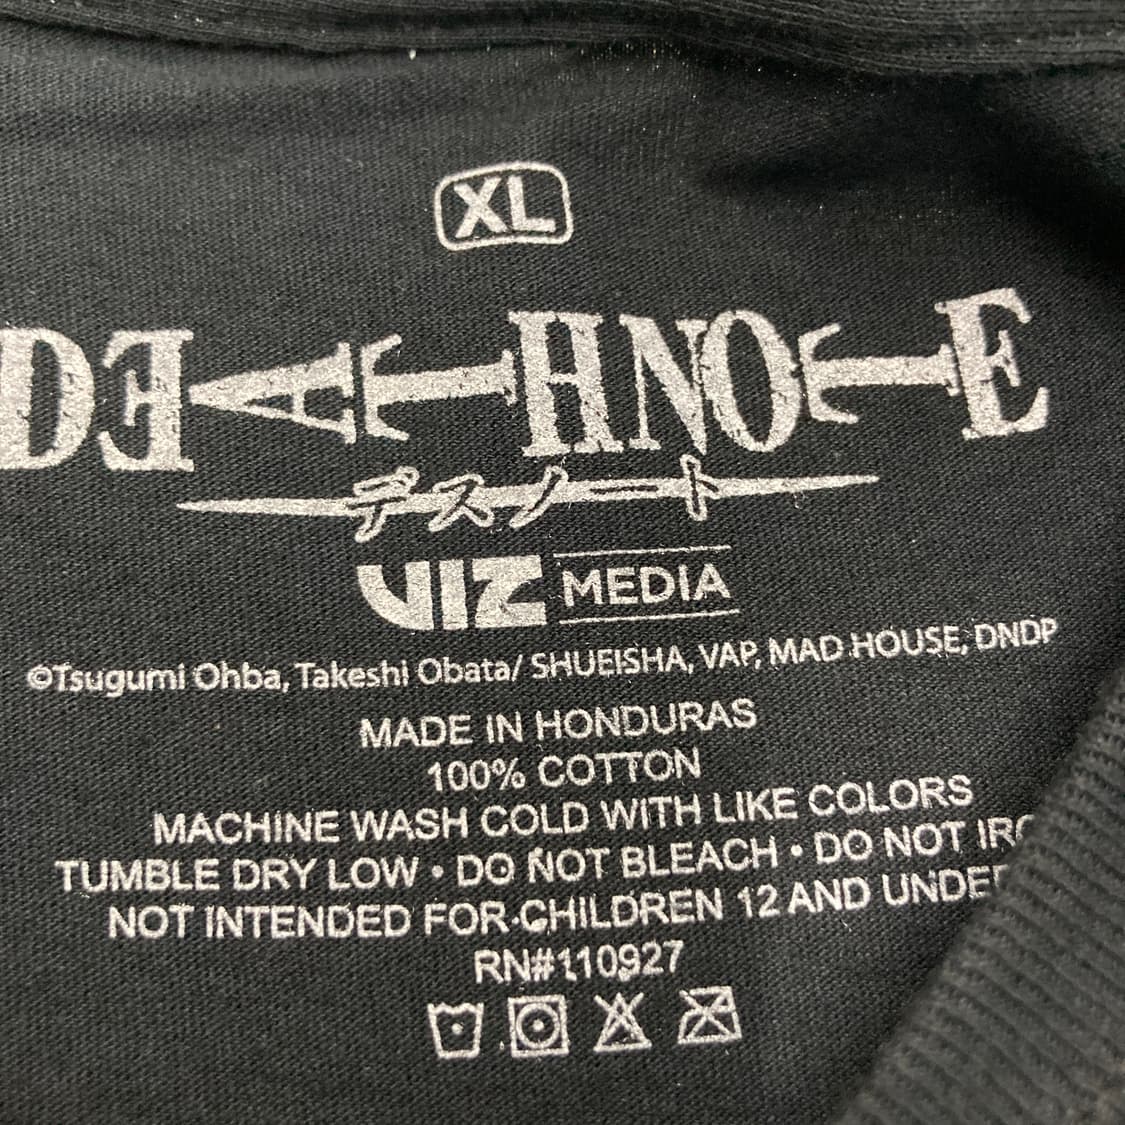 XL
DEATH NOTE
デスノート
VIZ MEDIA
©Tsugumi Ohba, Takeshi Obata/ SHUEISHA, VAP, MAD HOUSE, DNDP
MADE IN HONDURAS
100% COTTON
MACHINE WASH COLD WITH LIKE COLORS
TUMBLE DRY LOW • DO NOT BLEACH • DO NOT
NOT INTENDED FOR CHILDREN 12 AND
RN#110927